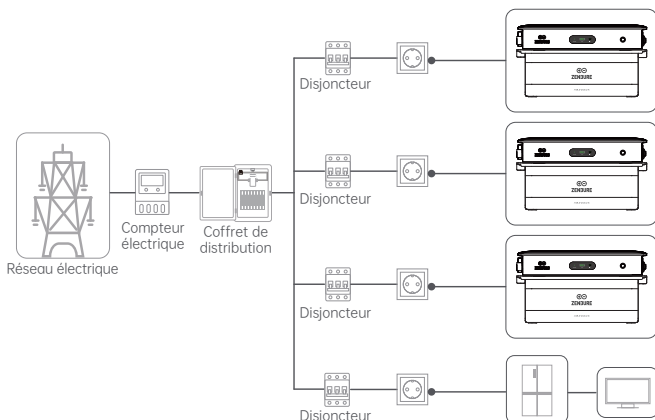 Disjoncteur
ZENDURE
Disjoncteur
ZENDURE
Réseau électrique
Compteur
électrique
Coffret de
distribution
Disjoncteur
ZENDURE
Disjoncteur